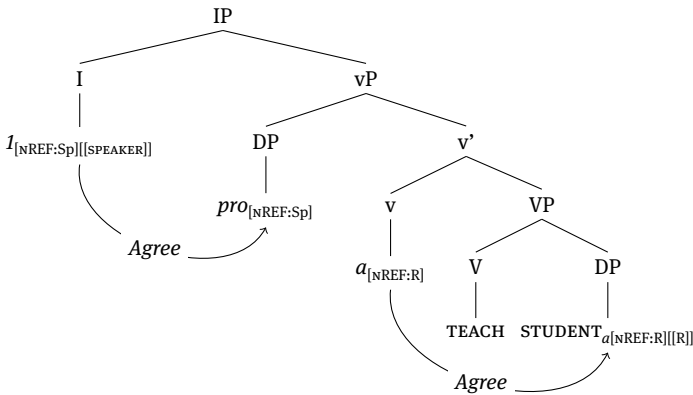 IP
I vP
1[NREF:Sp][[SPEAKER]] DP v’
pro[NREF:Sp] v VP
Agree a[NREF:R] V DP
TEACH STUDENTa[NREF:R][[R]]
Agree